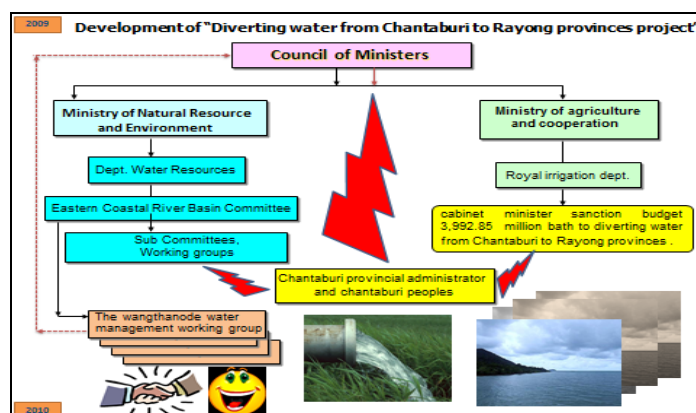 2009
Development of "Diverting water from Chantaburi to Rayong provinces project"
Council of Ministers
Ministry of Natural Resource
and Environment
Ministry of agriculture
and cooperation
Dept. Water Resources
Royal irrigation dept.
Eastern Coastal River Basin Committee
cabinet minister sanction budget
3,992.85 million bath to diverting water
from Chantaburi to Rayong provinces .
Sub Committees,
Working groups
Chantaburi provincial administrator
and chantaburi peoples
The wangthanode water
management working group
2010